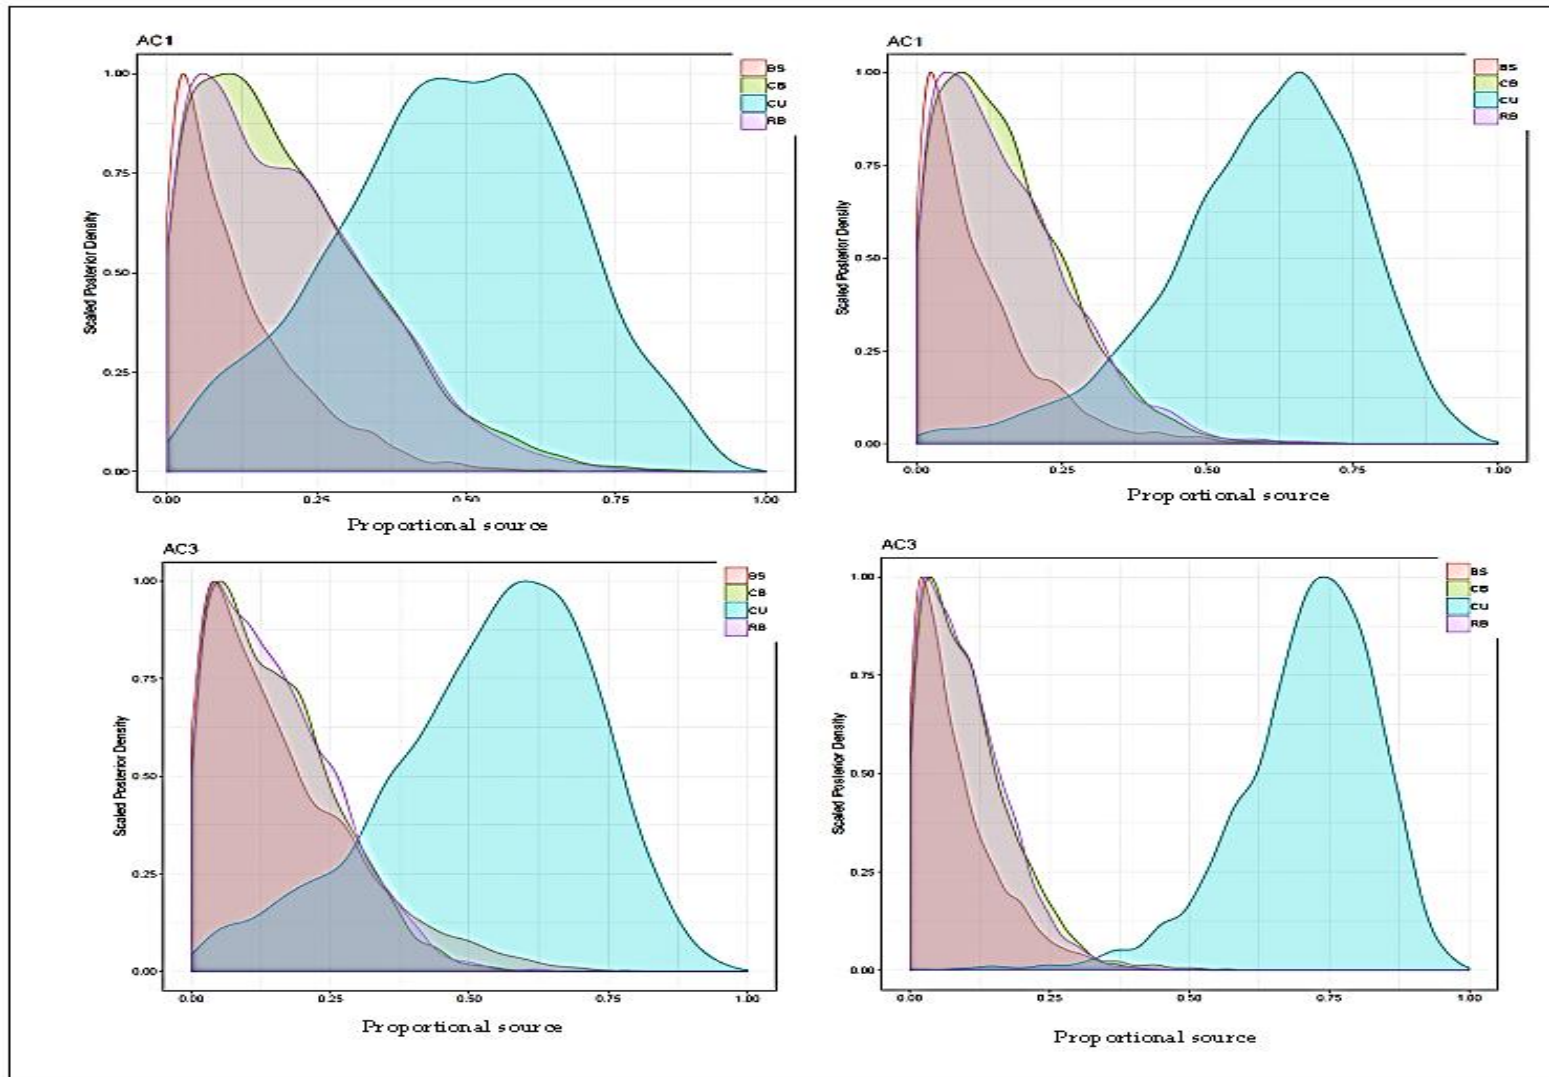 AC1
BS
CB
CU
RB
1.00
0.75
0.50
0.25
0.00
Scaled Posterior Density
0.00 0.25 0.50 0.75 1.00
Proportional source
AC1
BS
CB
CU
RB
1.00
0.75
0.50
0.25
0.00
Scaled Posterior Density
0.00 0.25 0.50 0.75 1.00
Proportional source
AC3
BS
CB
CU
RB
1.00
0.75
0.50
0.25
0.00
Scaled Posterior Density
0.00 0.25 0.50 0.75 1.00
Proportional source
AC3
BS
CB
CU
RB
1.00
0.75
0.50
0.25
0.00
Scaled Posterior Density
0.00 0.25 0.50 0.75 1.00
Proportional source